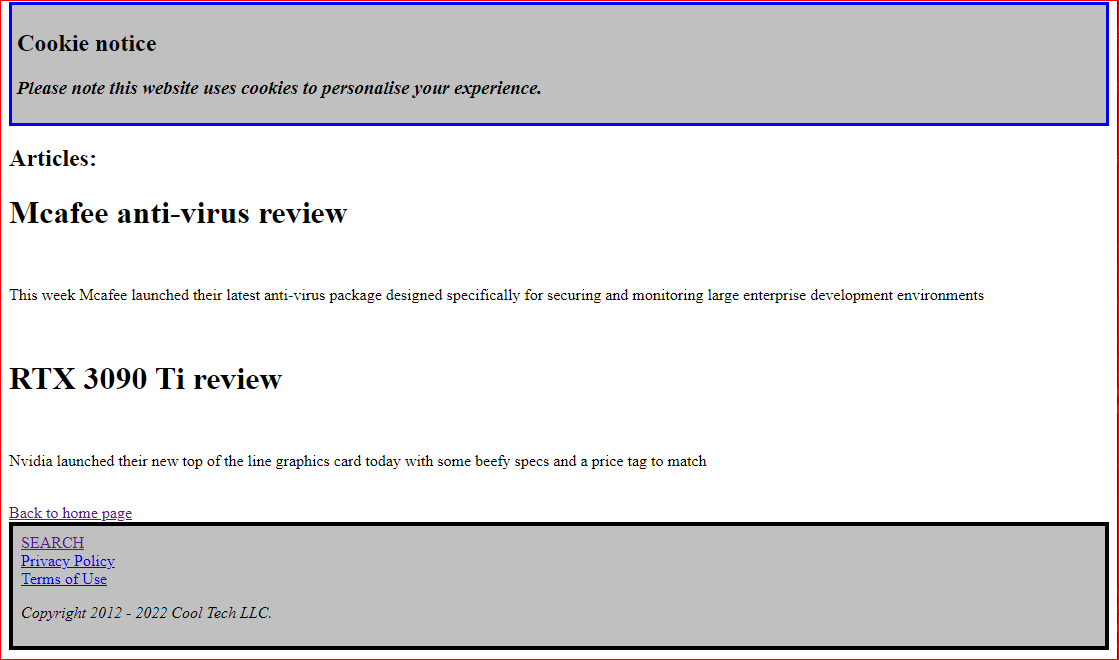 Cookie notice
Please note this website uses cookies to personalise your experience.
Articles:
Mcafee anti-virus review
This week Mcafee launched their latest anti-virus package designed specifically for securing and monitoring large enterprise development environments
RTX 3090 Ti review
Nvidia launched their new top of the line graphics card today with some beefy specs and a price tag to match
Back to home page
SEARCH
Privacy Policy
Terms of Use
Copyright 2012 - 2022 Cool Tech LLC.